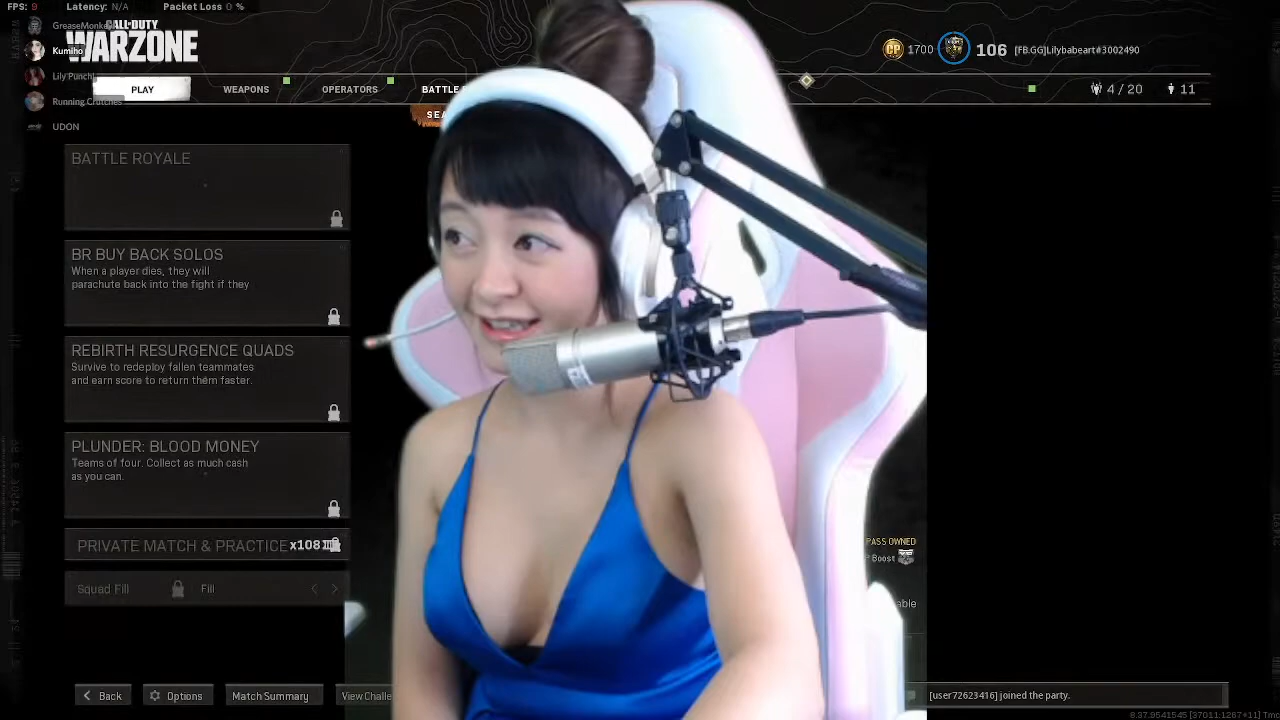 FPS: 9 Latency: N/A Packet Loss 0 %
CALL OF DUTY
WARZONE
GreaseMonkey
Kumiho
Lily Punch!
Running Crutches
UDON
CP 1700 106 [FB.GG]Lilybabeart#3002490
PLAY WEAPONS OPERATORS BATTLE
4 / 20 11
SEA
BATTLE ROYALE
BR BUY BACK SOLOS
When a player dies, they will
parachute back into the fight if they
REBIRTH RESURGENCE QUADS
Survive to redeploy fallen teammates
and earn score to return them faster.
PLUNDER: BLOOD MONEY
Teams of four. Collect as much cash
as you can.
PRIVATE MATCH & PRACTICE x108
PASS OWNED
P Boost
Squad Fill Fill
able
Back Options Match Summary View Challe
[user72623416] joined the party.